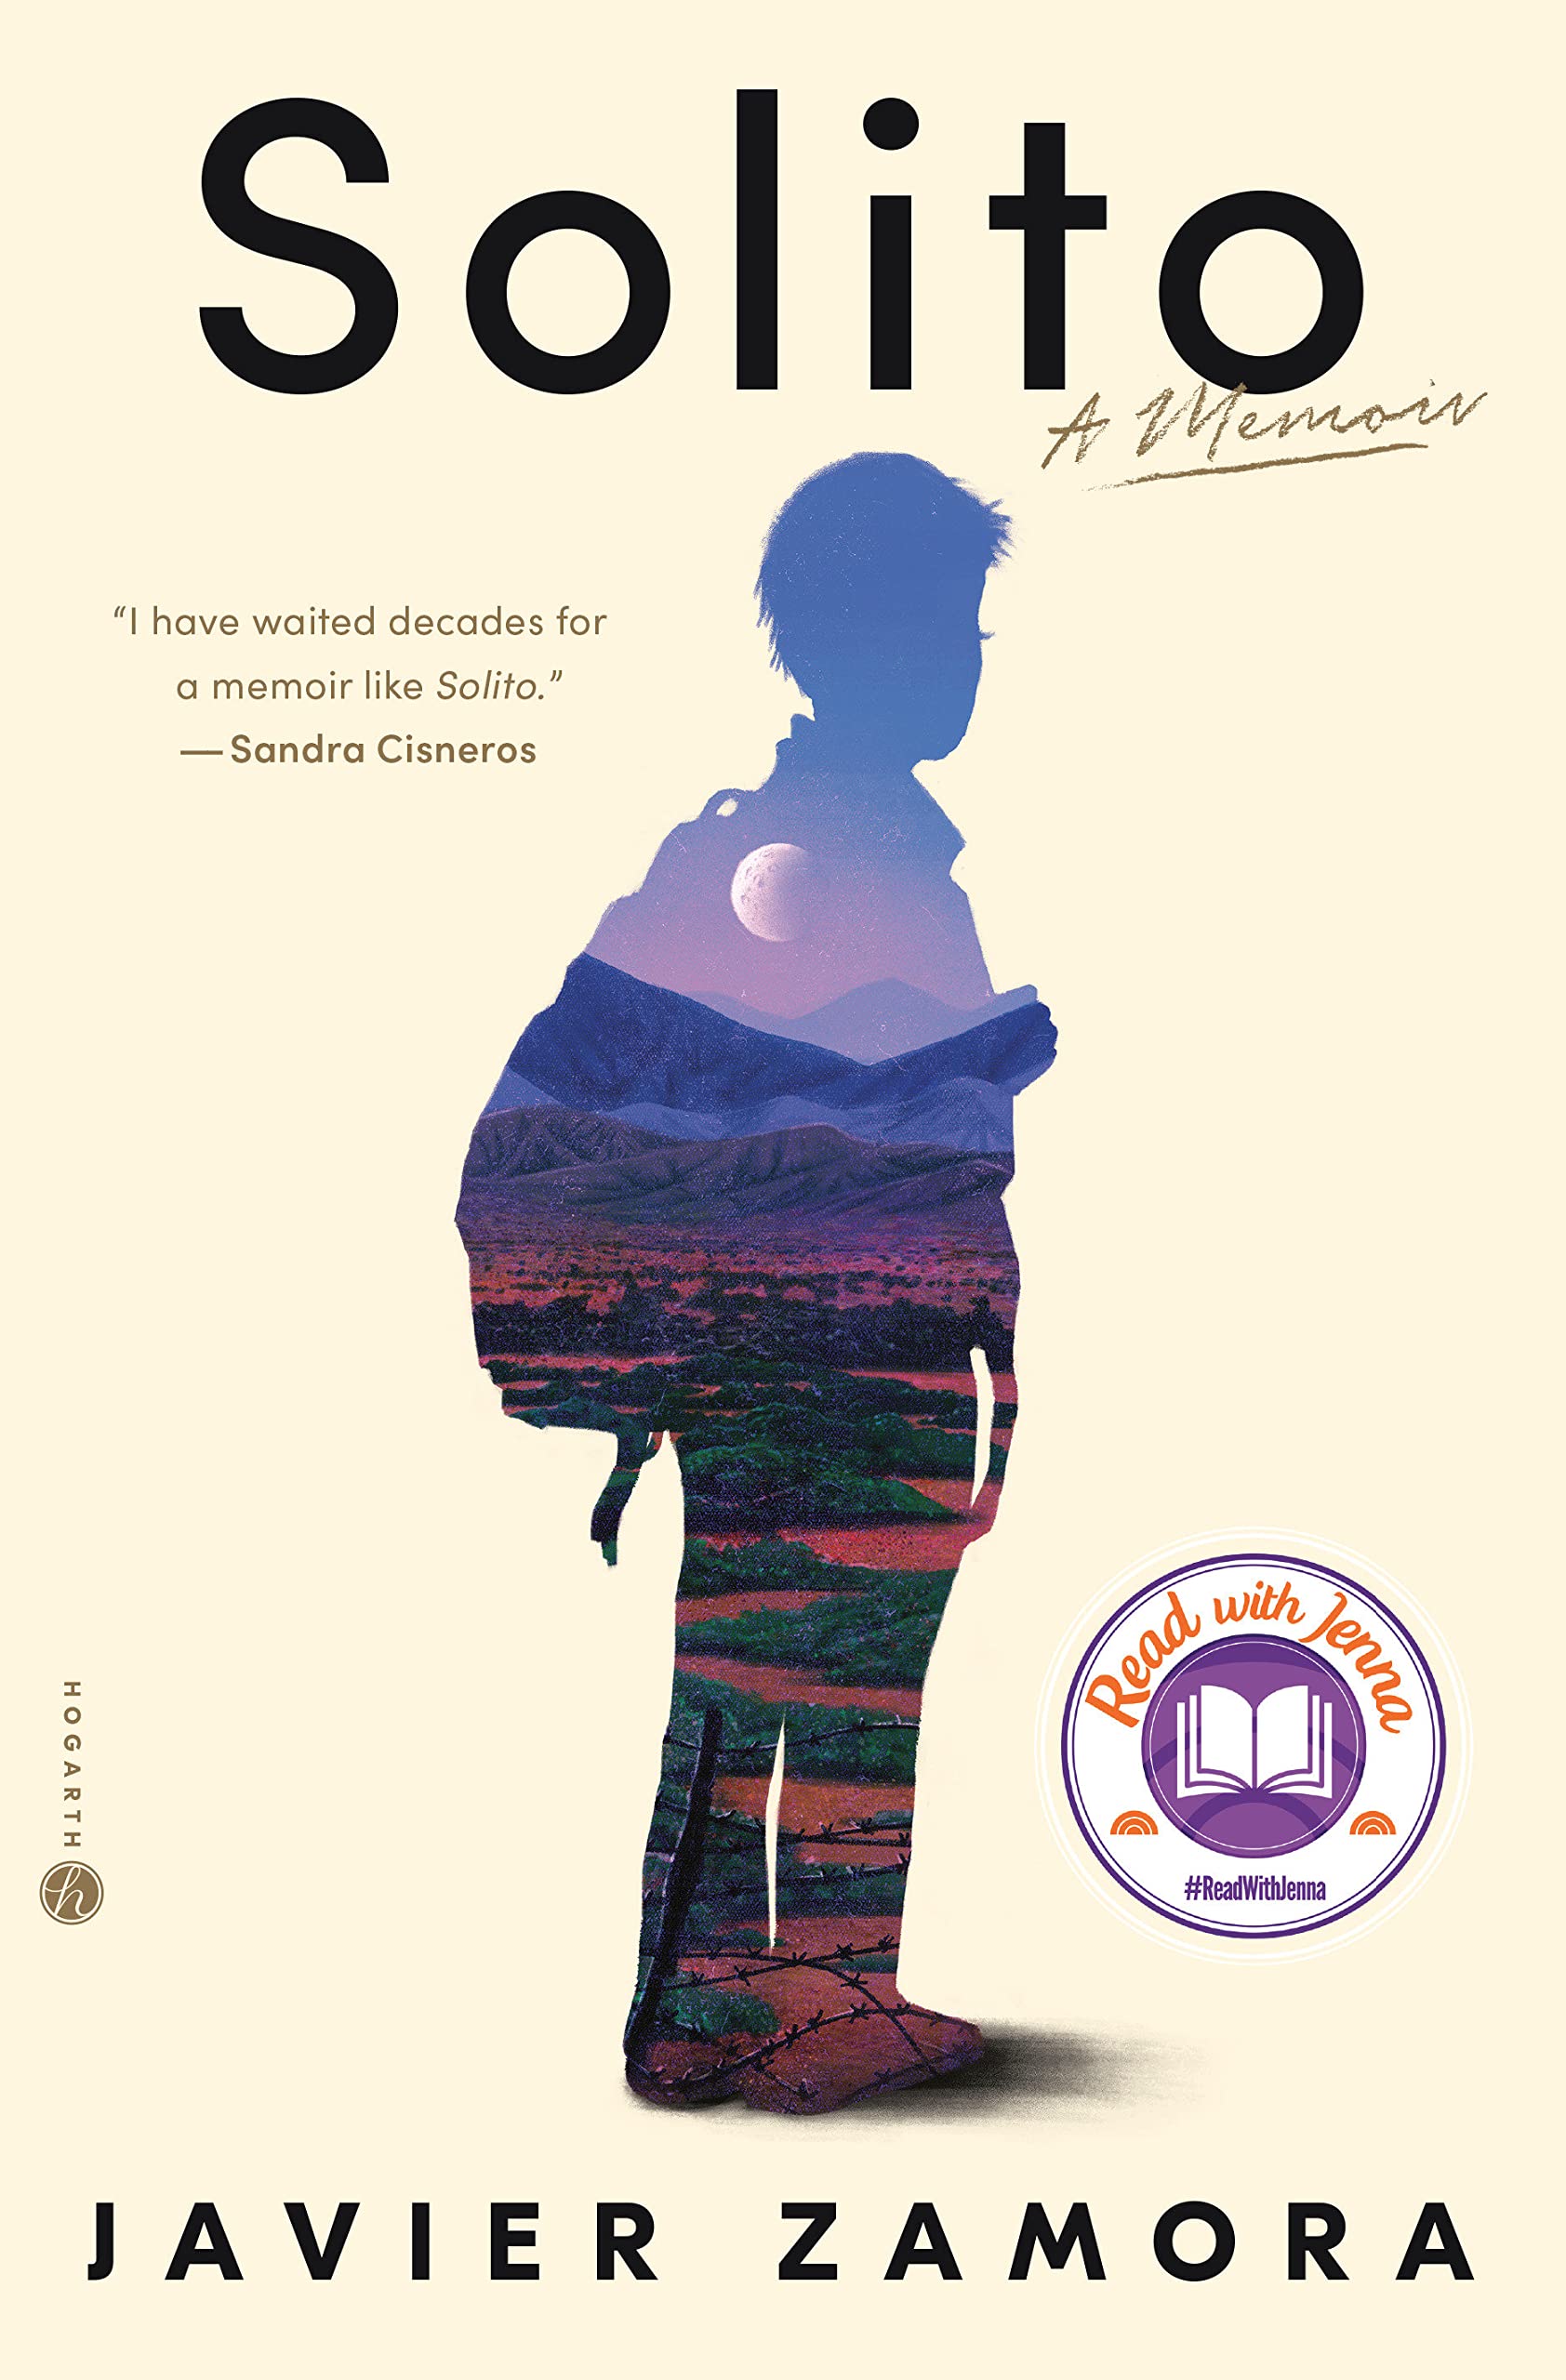 Solito
A Memoir
“I have waited decades for
a memoir like Solito.”
—Sandra Cisneros
Read with Jenna
#ReadWithJenna
HOGARTH
h
JAVIER ZAMORA